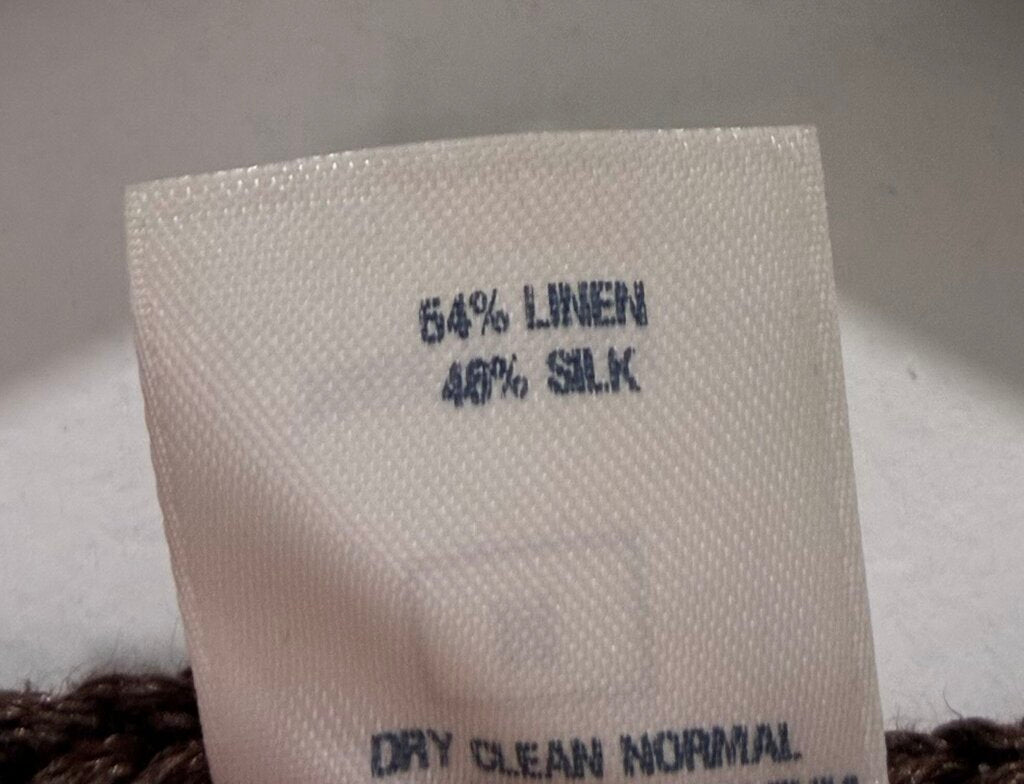 54% LINEN
46% SILK
DRY CLEAN NORMAL